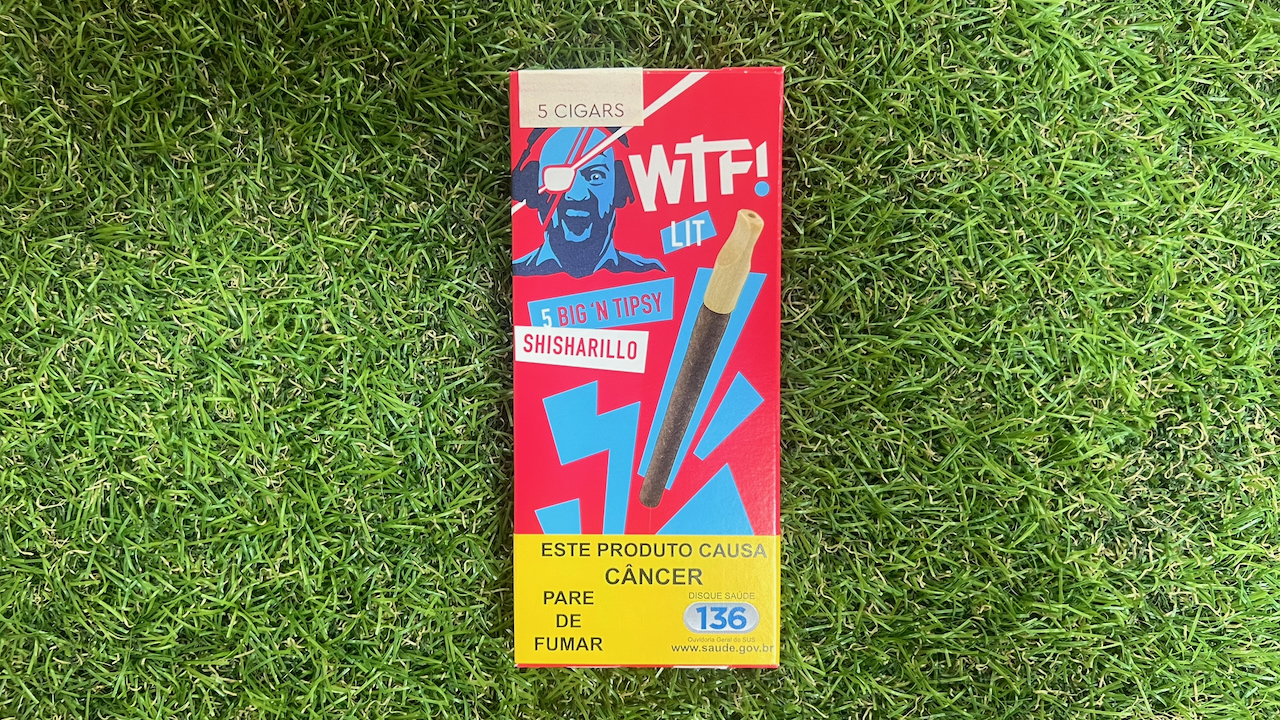 5 CIGARS
WTF!
LIT
5 BIG 'N TIPSY
SHISHARILLO
ESTE PRODUTO CAUSA
CÂNCER
PARE
DE
FUMAR
DISQUE SAÚDE
136
Ouvidoria Geral do SUS
www.saude.gov.br